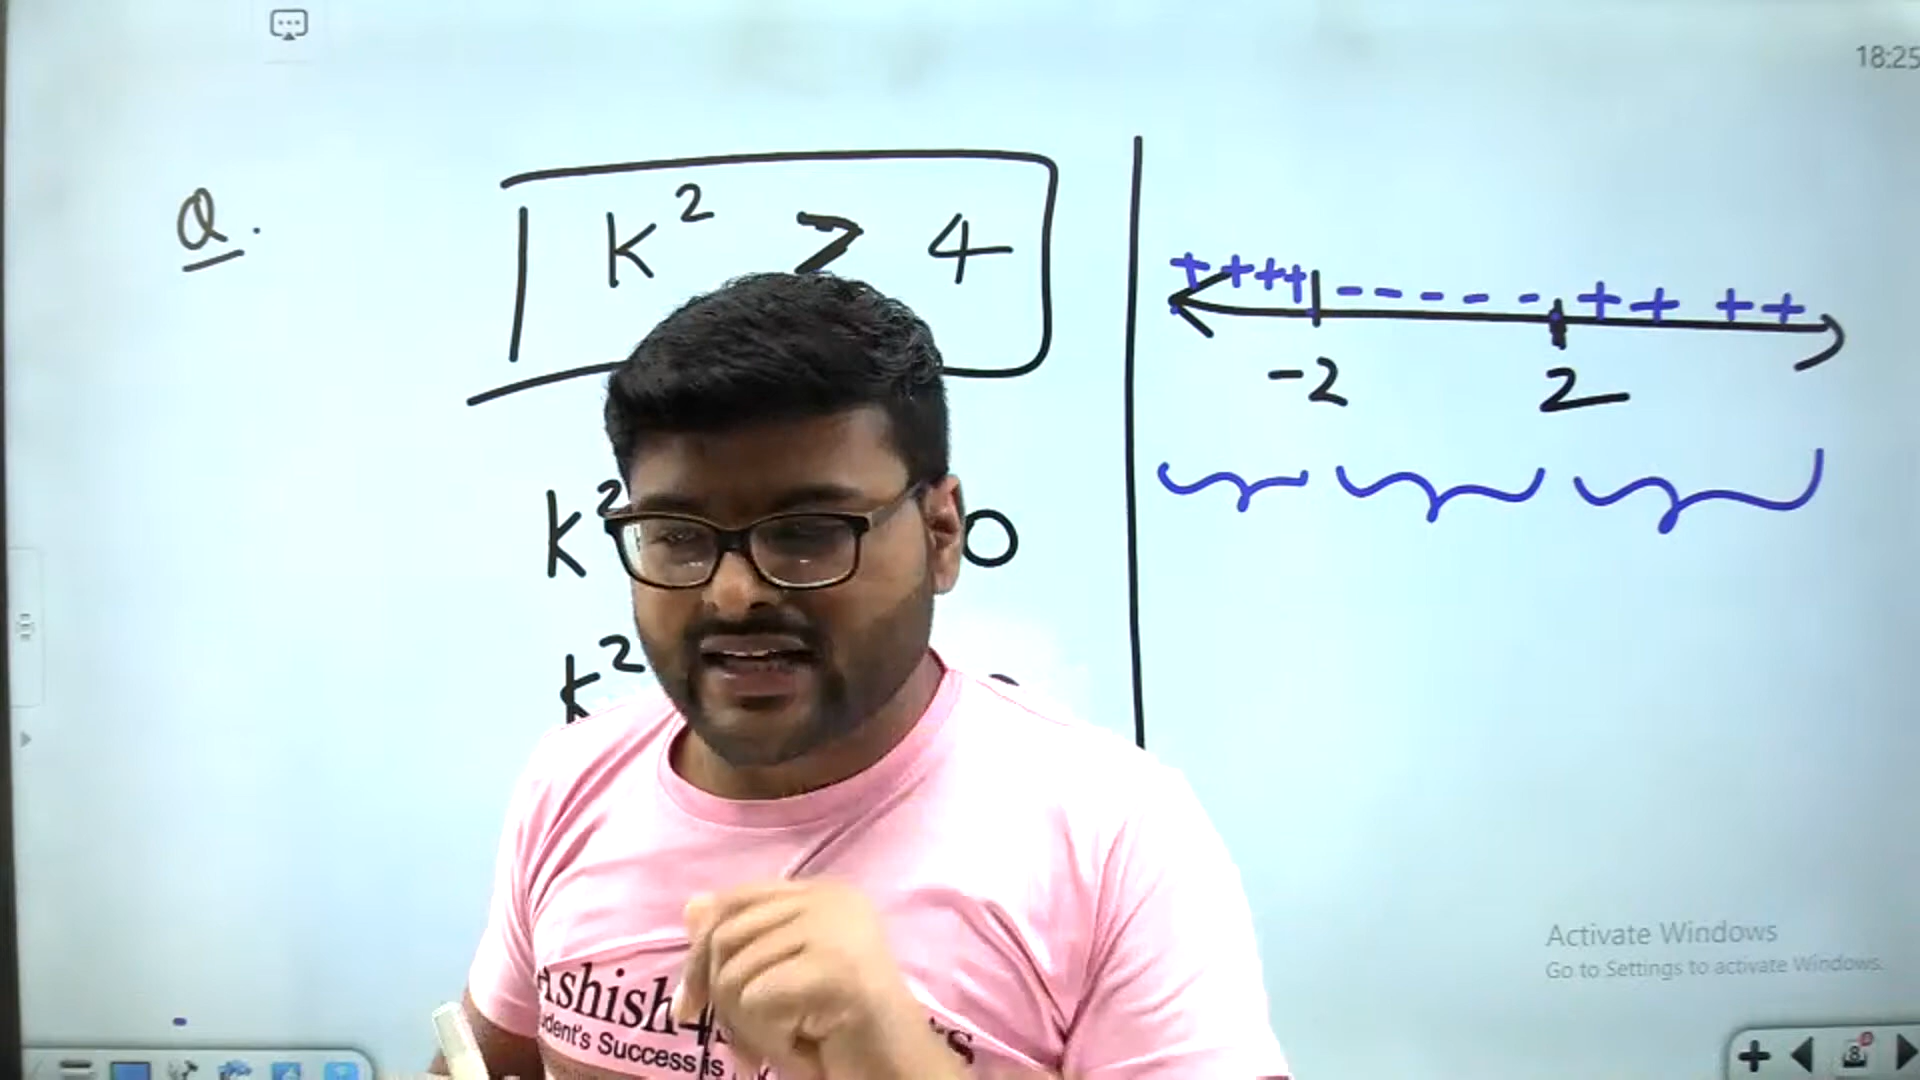 18:25
Q.
k² > 4
+ + + + - - - - - + + + +
-2 2
k² 0
k²
Ashish
Student's Success is
Activate Windows
Go to Settings to activate Windows.
8